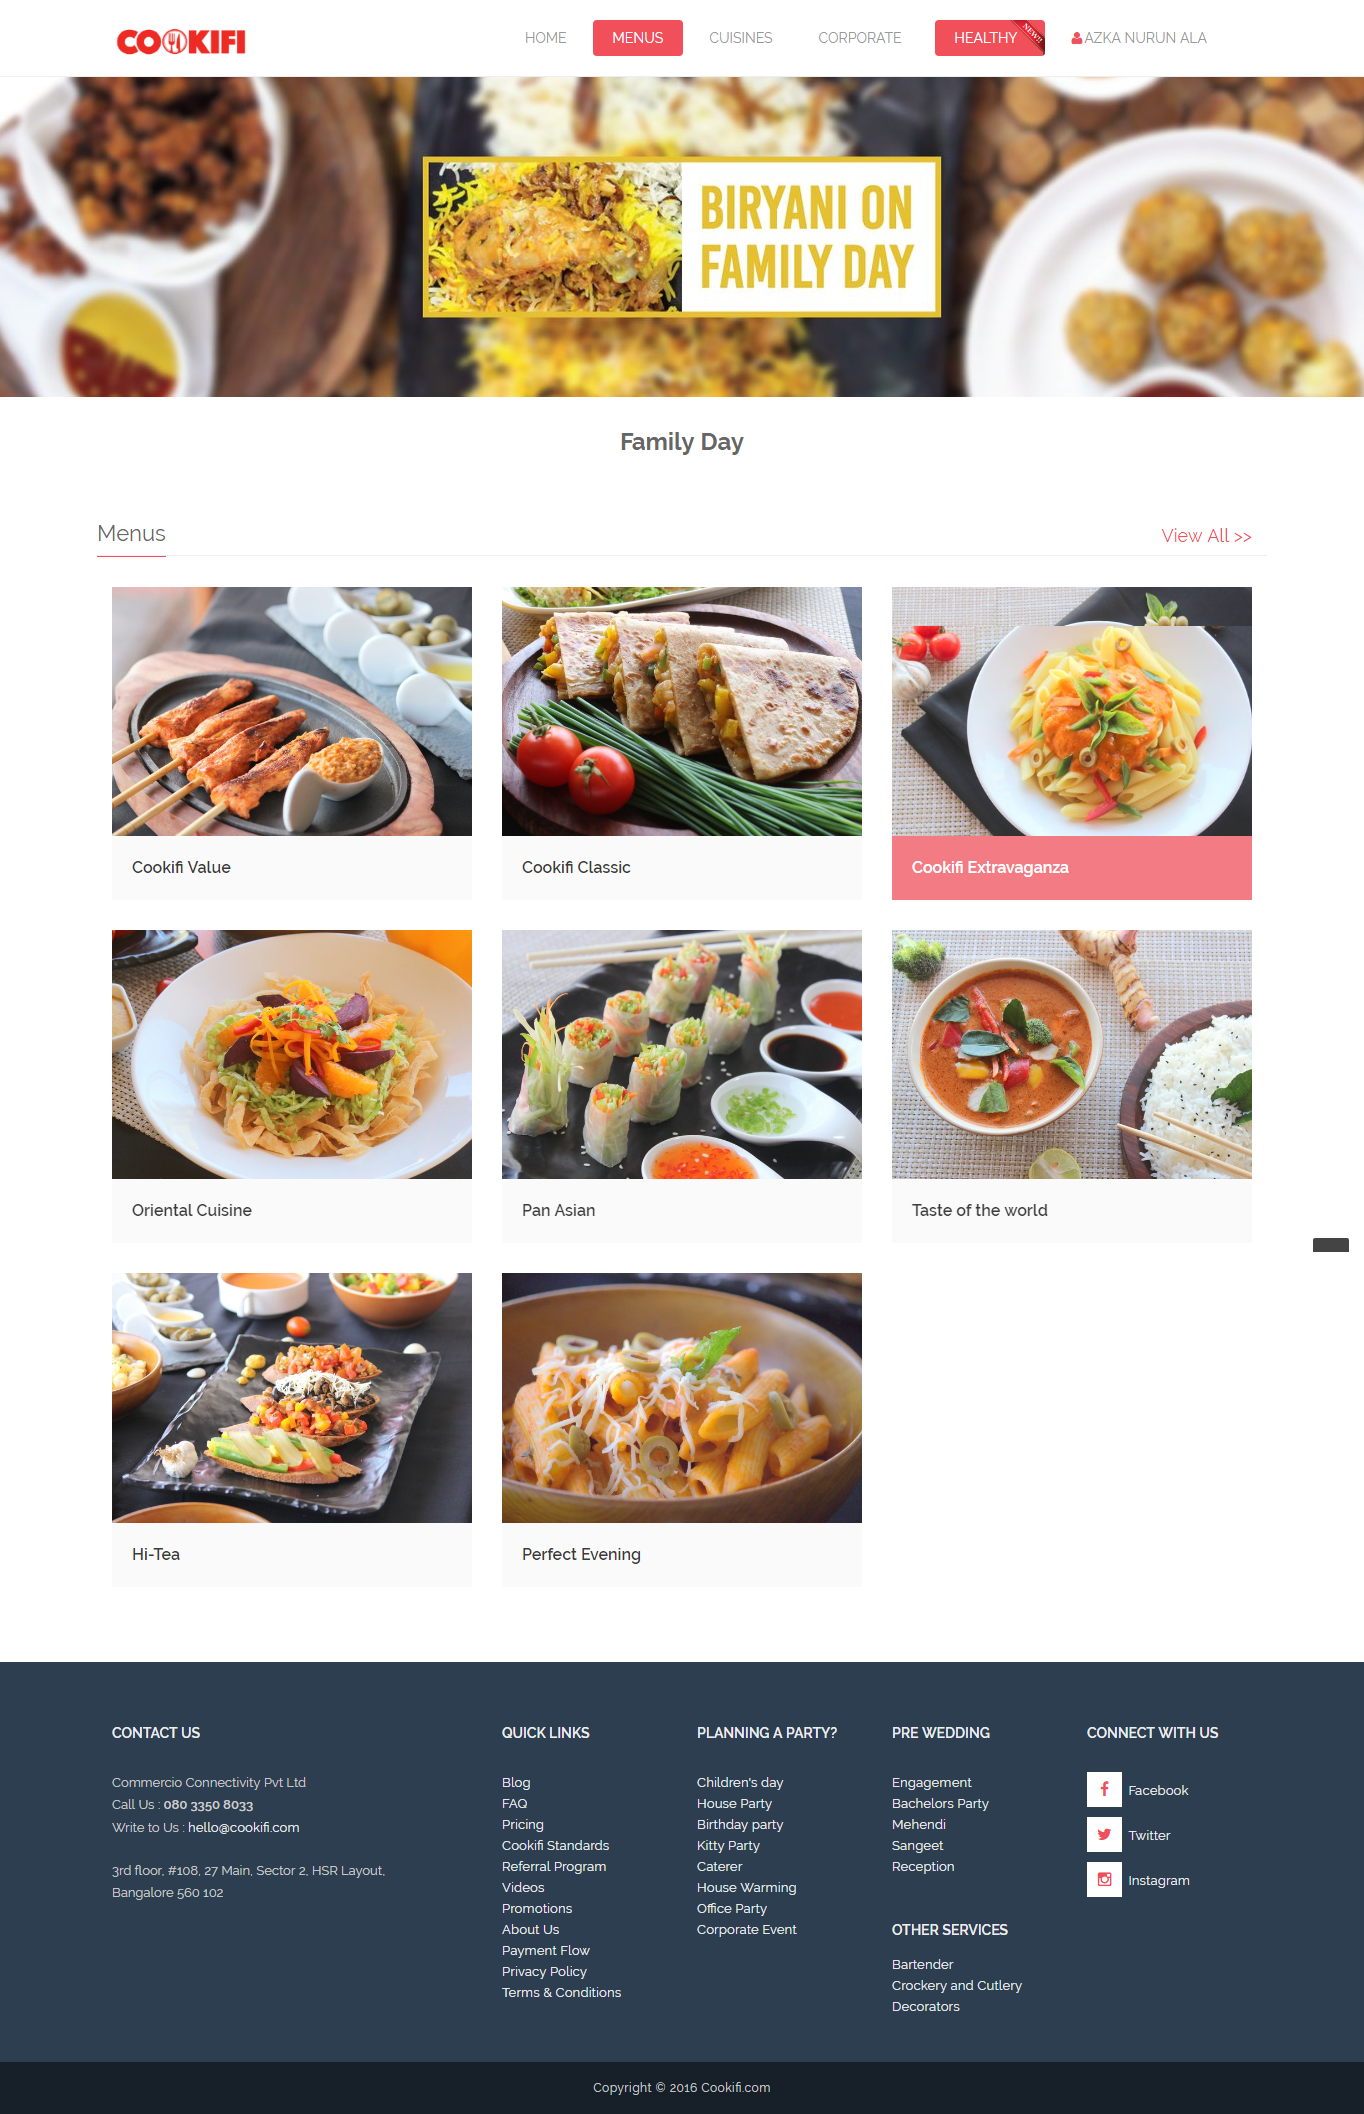 COOKIFI
HOME
MENUS
CUISINES
CORPORATE
HEALTHY
NEW!!
AZKA NURUN ALA
BIRYANI ON
FAMILY DAY
Family Day
Menus
View All >>
Cookifi Value
Cookifi Classic
Cookifi Extravaganza
Oriental Cuisine
Pan Asian
Taste of the world
Hi-Tea
Perfect Evening
CONTACT US
Commercio Connectivity Pvt Ltd
Call Us : 080 3350 8033
Write to Us : hello@cookifi.com
3rd floor, #108, 27 Main, Sector 2, HSR Layout,
Bangalore 560 102
QUICK LINKS
Blog
FAQ
Pricing
Cookifi Standards
Referral Program
Videos
Promotions
About Us
Payment Flow
Privacy Policy
Terms & Conditions
PLANNING A PARTY?
Children's day
House Party
Birthday party
Kitty Party
Caterer
House Warming
Office Party
Corporate Event
PRE WEDDING
Engagement
Bachelors Party
Mehendi
Sangeet
Reception
OTHER SERVICES
Bartender
Crockery and Cutlery
Decorators
CONNECT WITH US
Facebook
Twitter
Instagram
Copyright © 2016 Cookifi.com